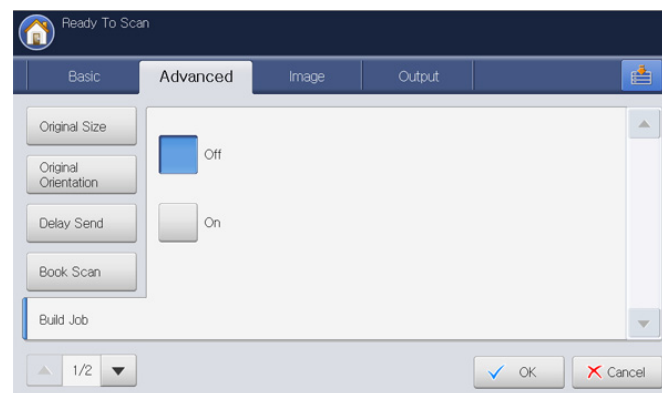 Ready To Scan
Basic
Advanced
Image
Output
Original Size
Original
Orientation
Delay Send
Book Scan
Build Job
Off
On
1/2
OK
Cancel